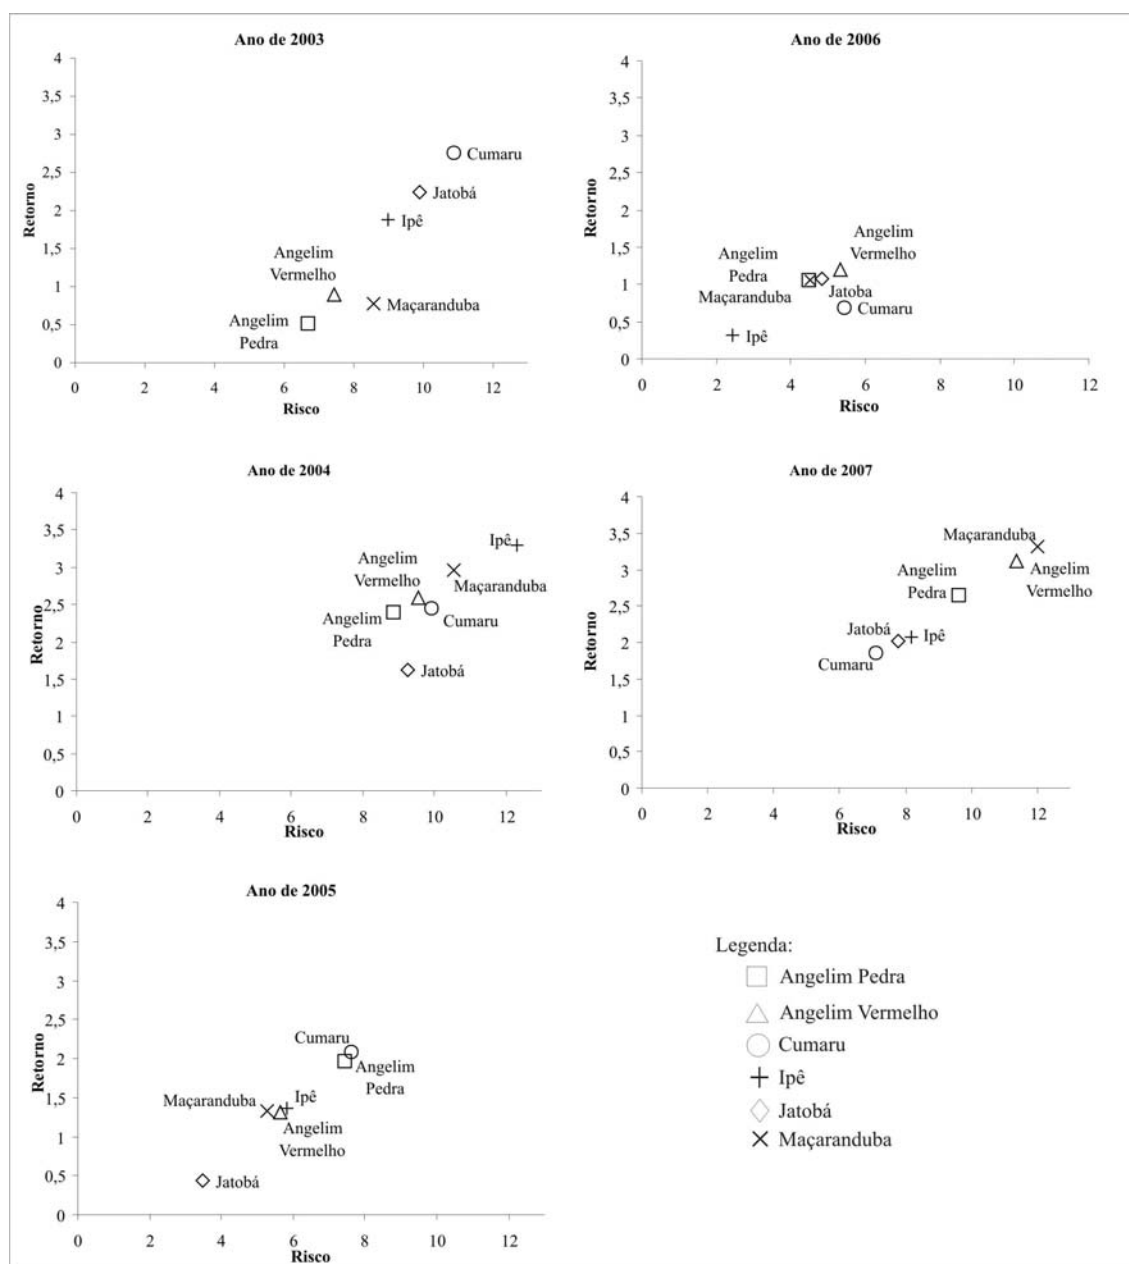 Ano de 2003
4
3,5
3
2,5
2
1,5
1
0,5
0
Retorno
Cumaru
Jatobá
Ipê
Angelim
Vermelho
Maçaranduba
Angelim
Pedra
0 2 4 6 8 10 12
Risco
Ano de 2006
4
3,5
3
2,5
2
1,5
1
0,5
0
Retorno
Angelim
Vermelho
Angelim
Pedra
Maçaranduba
Jatoba
Cumaru
Ipê
0 2 4 6 8 10 12
Risco
Ano de 2004
4
3,5
3
2,5
2
1,5
1
0,5
0
Retorno
Ipê
Angelim
Vermelho
Maçaranduba
Angelim
Pedra
Cumaru
Jatobá
0 2 4 6 8 10 12
Risco
Ano de 2007
4
3,5
3
2,5
2
1,5
1
0,5
0
Retorno
Maçaranduba
Angelim
Pedra
Angelim
Vermelho
Jatobá
Ipê
Cumaru
0 2 4 6 8 10 12
Risco
Ano de 2005
4
3,5
3
2,5
2
1,5
1
0,5
0
Retorno
Cumaru
Angelim
Pedra
Maçaranduba
Ipê
Angelim
Vermelho
Jatobá
0 2 4 6 8 10 12
Risco
Legenda:
Angelim Pedra
Angelim Vermelho
Cumaru
Ipê
Jatobá
Maçaranduba